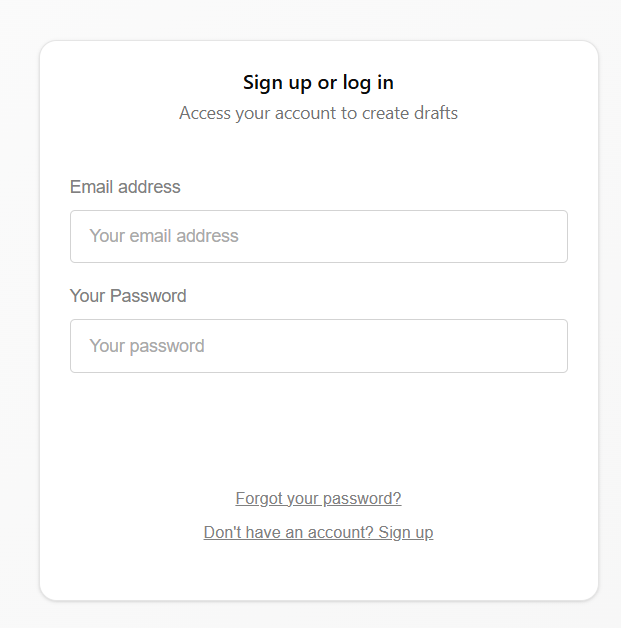 Sign up or log in
Access your account to create drafts
Email address
Your email address
Your Password
Your password
Forgot your password?
Don't have an account? Sign up